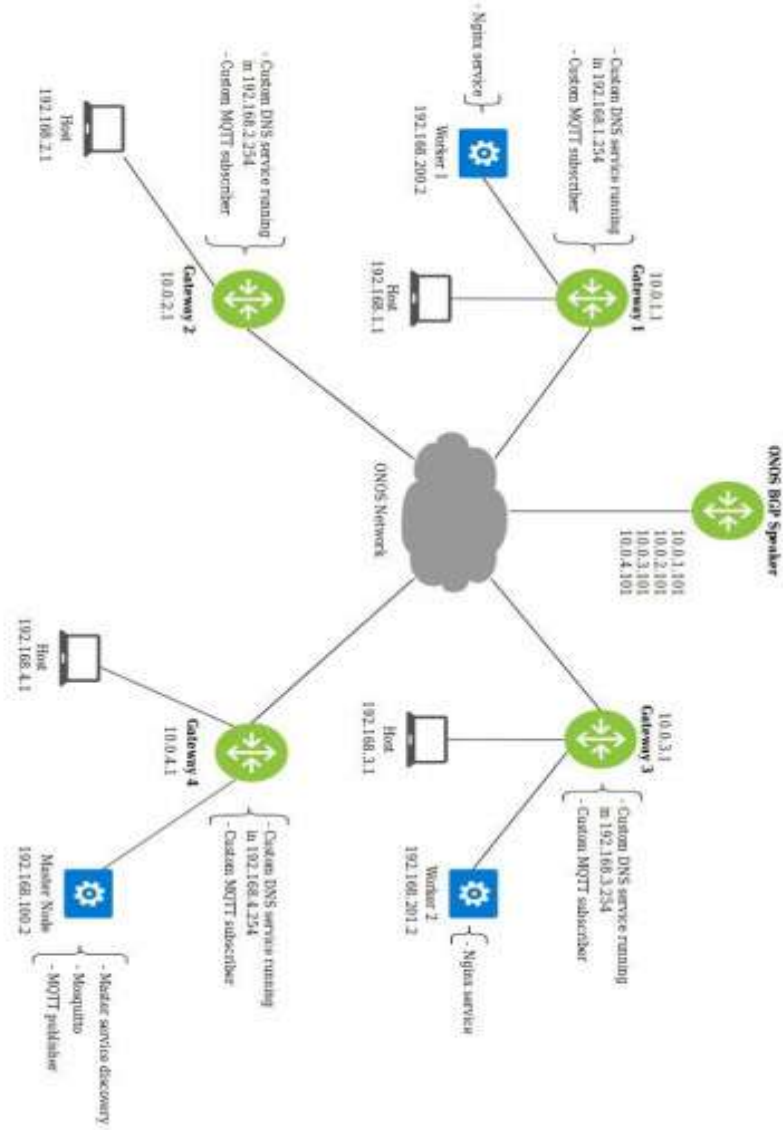 ONOS BGP Speaker
10.0.1.101
10.0.2.101
10.0.3.101
10.0.4.101
10.0.1.1
Gateway 1
- Custom DNS service running
in 192.168.1.254
- Custom MQTT subscriber
Worker 1
192.168.200.2
- Nginx service
Host
192.168.1.1
10.0.3.1
Gateway 3
- Custom DNS service running
in 192.168.3.254
- Custom MQTT subscriber
Host
192.168.3.1
Worker 2
192.168.201.2
- Nginx service
ONOS Network
- Custom DNS service running
in 192.168.2.254
- Custom MQTT subscriber
Gateway 2
10.0.2.1
Host
192.168.2.1
Gateway 4
10.0.4.1
- Custom DNS service running
in 192.168.4.254
- Custom MQTT subscriber
Host
192.168.4.1
Master Node
192.168.100.2
- Master service discovery
- Mosquitto
- MQTT publisher